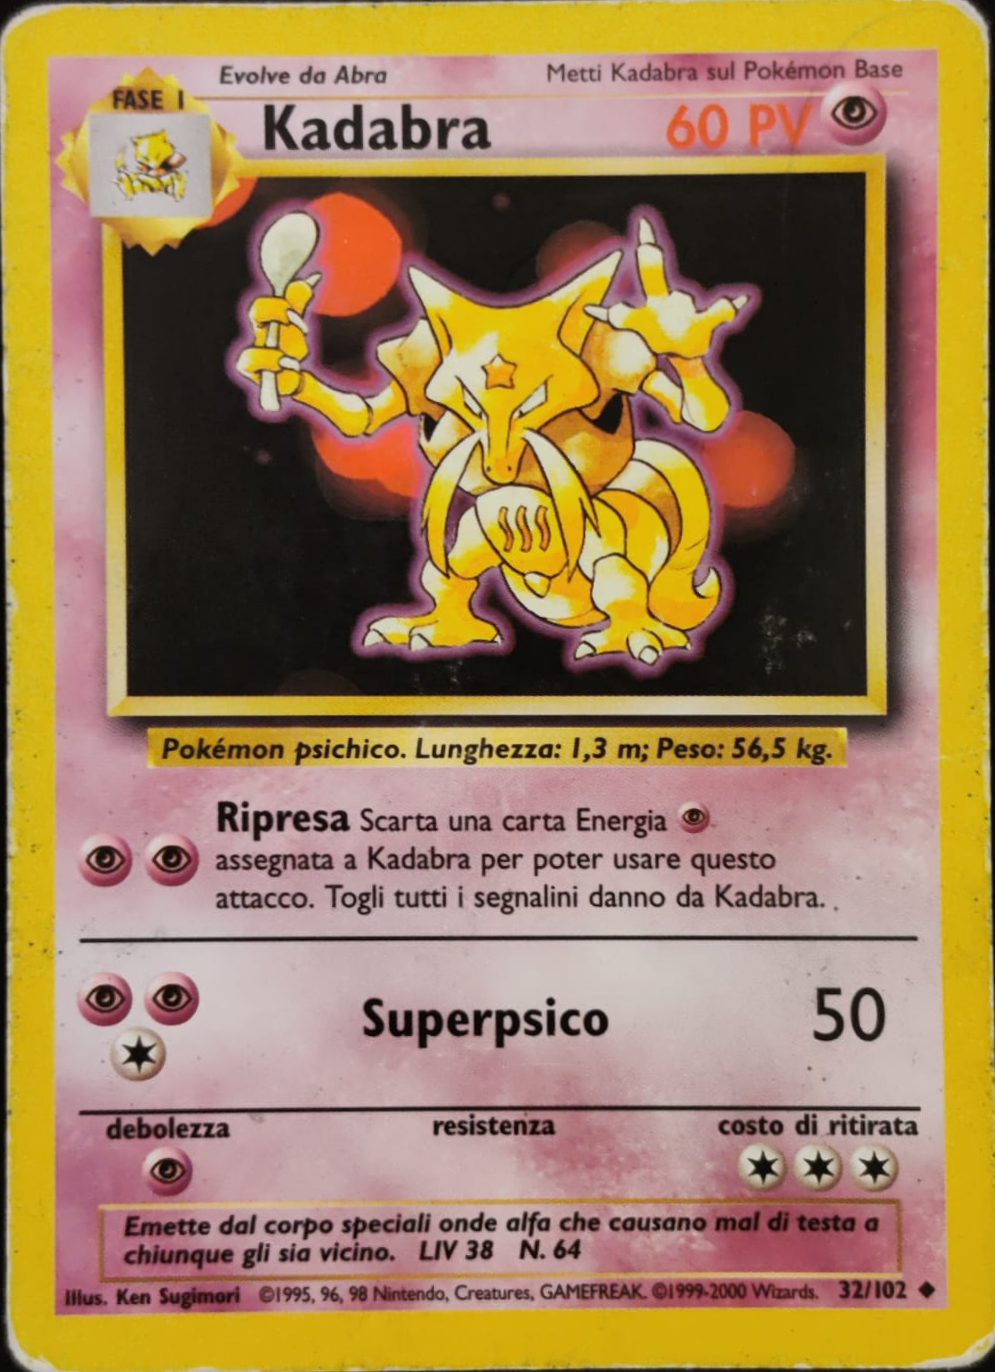 Evolve da Abra
Metti Kadabra sul Pokémon Base
FASE 1
Kadabra
60 PV
Pokémon psichico. Lunghezza: 1,3 m; Peso: 56,5 kg.
Ripresa Scarta una carta Energia
assegnata a Kadabra per poter usare questo
attacco. Togli tutti i segnalini danno da Kadabra.
Superpsico
50
debolezza
resistenza
costo di ritirata
Emette dal corpo speciali onde alfa che causano mal di testa a
chiunque gli sia vicino. LIV 38 N. 64
Illus. Ken Sugimori ©1995, 96, 98 Nintendo, Creatures, GAMEFREAK. ©1999-2000 Wizards. 32/102